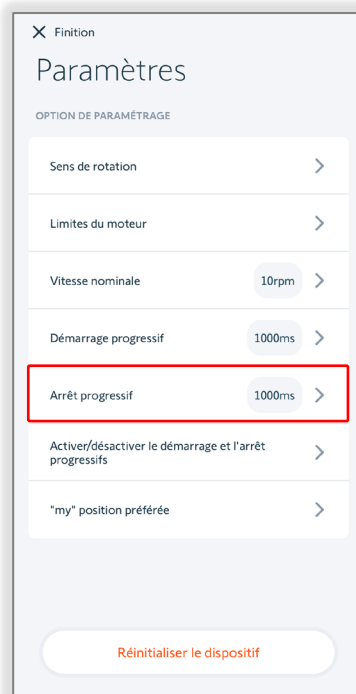 Finition
Paramètres
OPTION DE PARAMÉTRAGE
Sens de rotation
Limites du moteur
Vitesse nominale 10rpm
Démarrage progressif 1000ms
Arrêt progressif 1000ms
Activer/désactiver le démarrage et l'arrêt
progressifs
"my" position préférée
Réinitialiser le dispositif